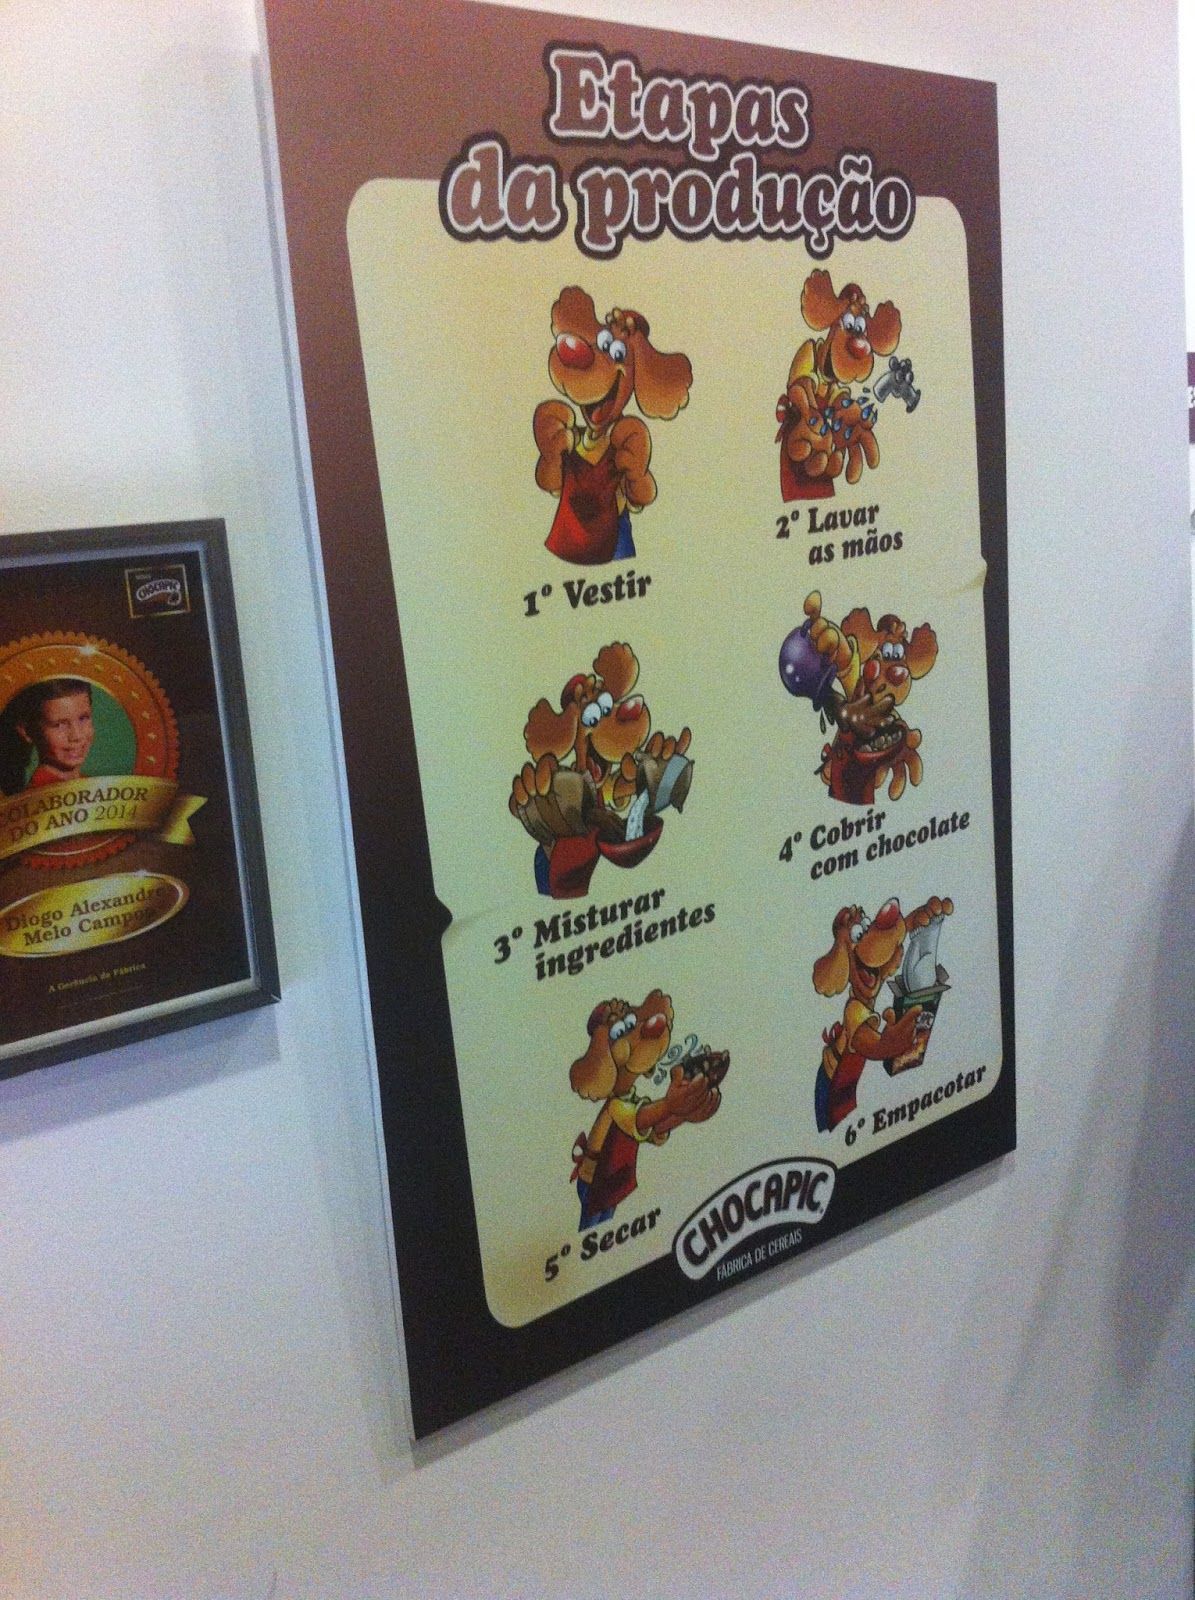 Etapas
da produção
1º Vestir
2º Lavar
as mãos
3º Misturar
ingredientes
4º Cobrir
com chocolate
5º Secar
6º Empacotar
CHOCAPIC
FÁBRICA DE CEREAIS
CHOCAPIC
COLABORADOR
DO ANO 2014
Diogo Alexandre
Melo Campos
A Gerência da Fábrica